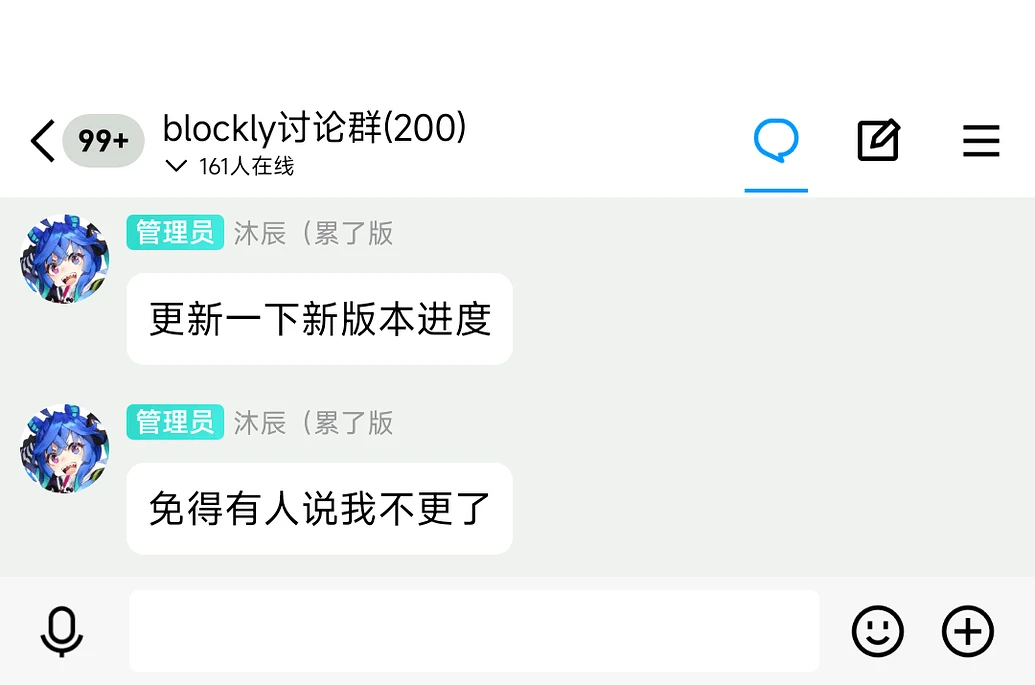 99+
blockly讨论群(200)
161人在线
管理员 沐辰（累了版
更新一下新版本进度
管理员 沐辰（累了版
免得有人说我不更了